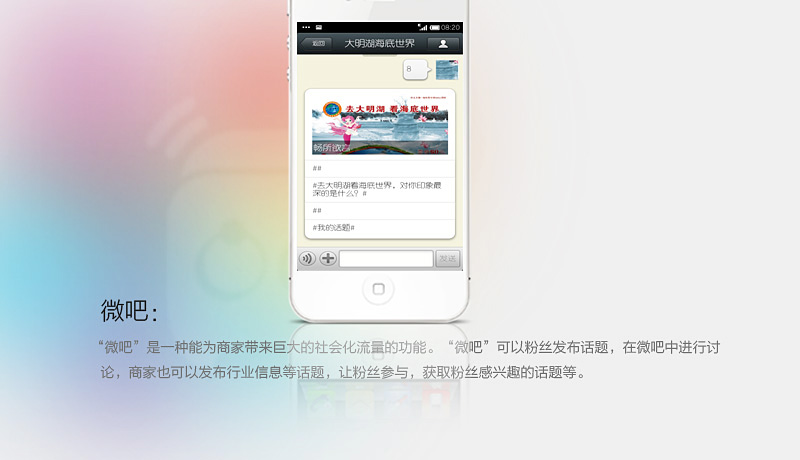 08:20
返回
大明湖海底世界
8
去大明湖 看海底世界
畅所欲言
##
#去大明湖看海底世界，对你印象最
深的是什么？#
##
#我的话题#
发送
微吧：
“微吧”是一种能为商家带来巨大的社会化流量的功能。“微吧”可以粉丝发布话题，在微吧中进行讨
论，商家也可以发布行业信息等话题，让粉丝参与，获取粉丝感兴趣的话题等。